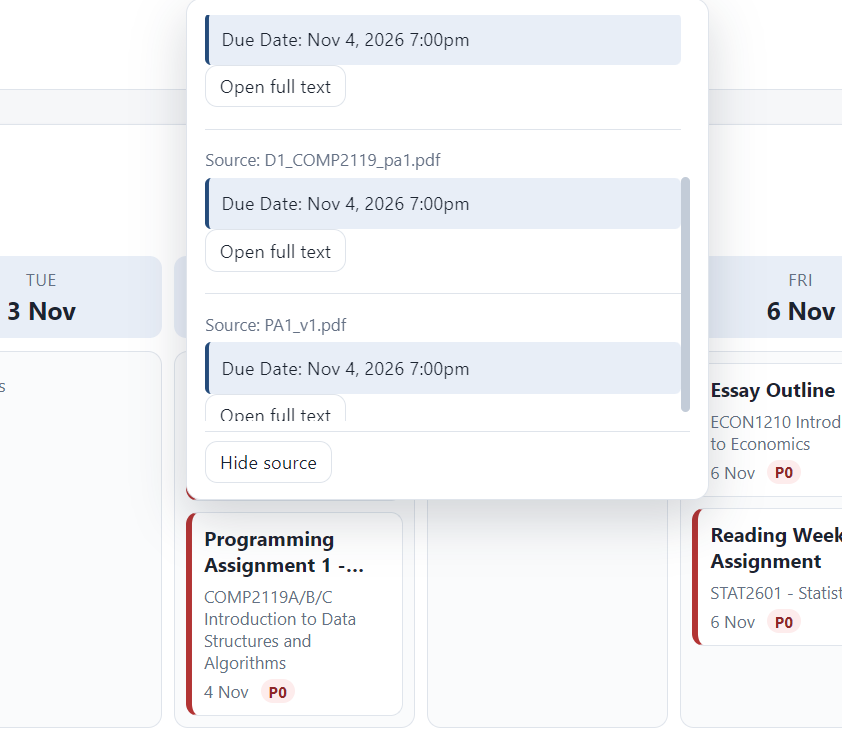 Due Date: Nov 4, 2026 7:00pm
Open full text
Source: D1_COMP2119_pa1.pdf
Due Date: Nov 4, 2026 7:00pm
Open full text
Source: PA1_v1.pdf
Due Date: Nov 4, 2026 7:00pm
Open full text
Hide source
TUE
3 Nov
s
Programming
Assignment 1 -...
COMP2119A/B/C
Introduction to Data
Structures and
Algorithms
4 Nov P0
FRI
6 Nov
Essay Outline
ECON1210 Introd
to Economics
6 Nov P0
Reading Week
Assignment
STAT2601 - Statist
6 Nov P0